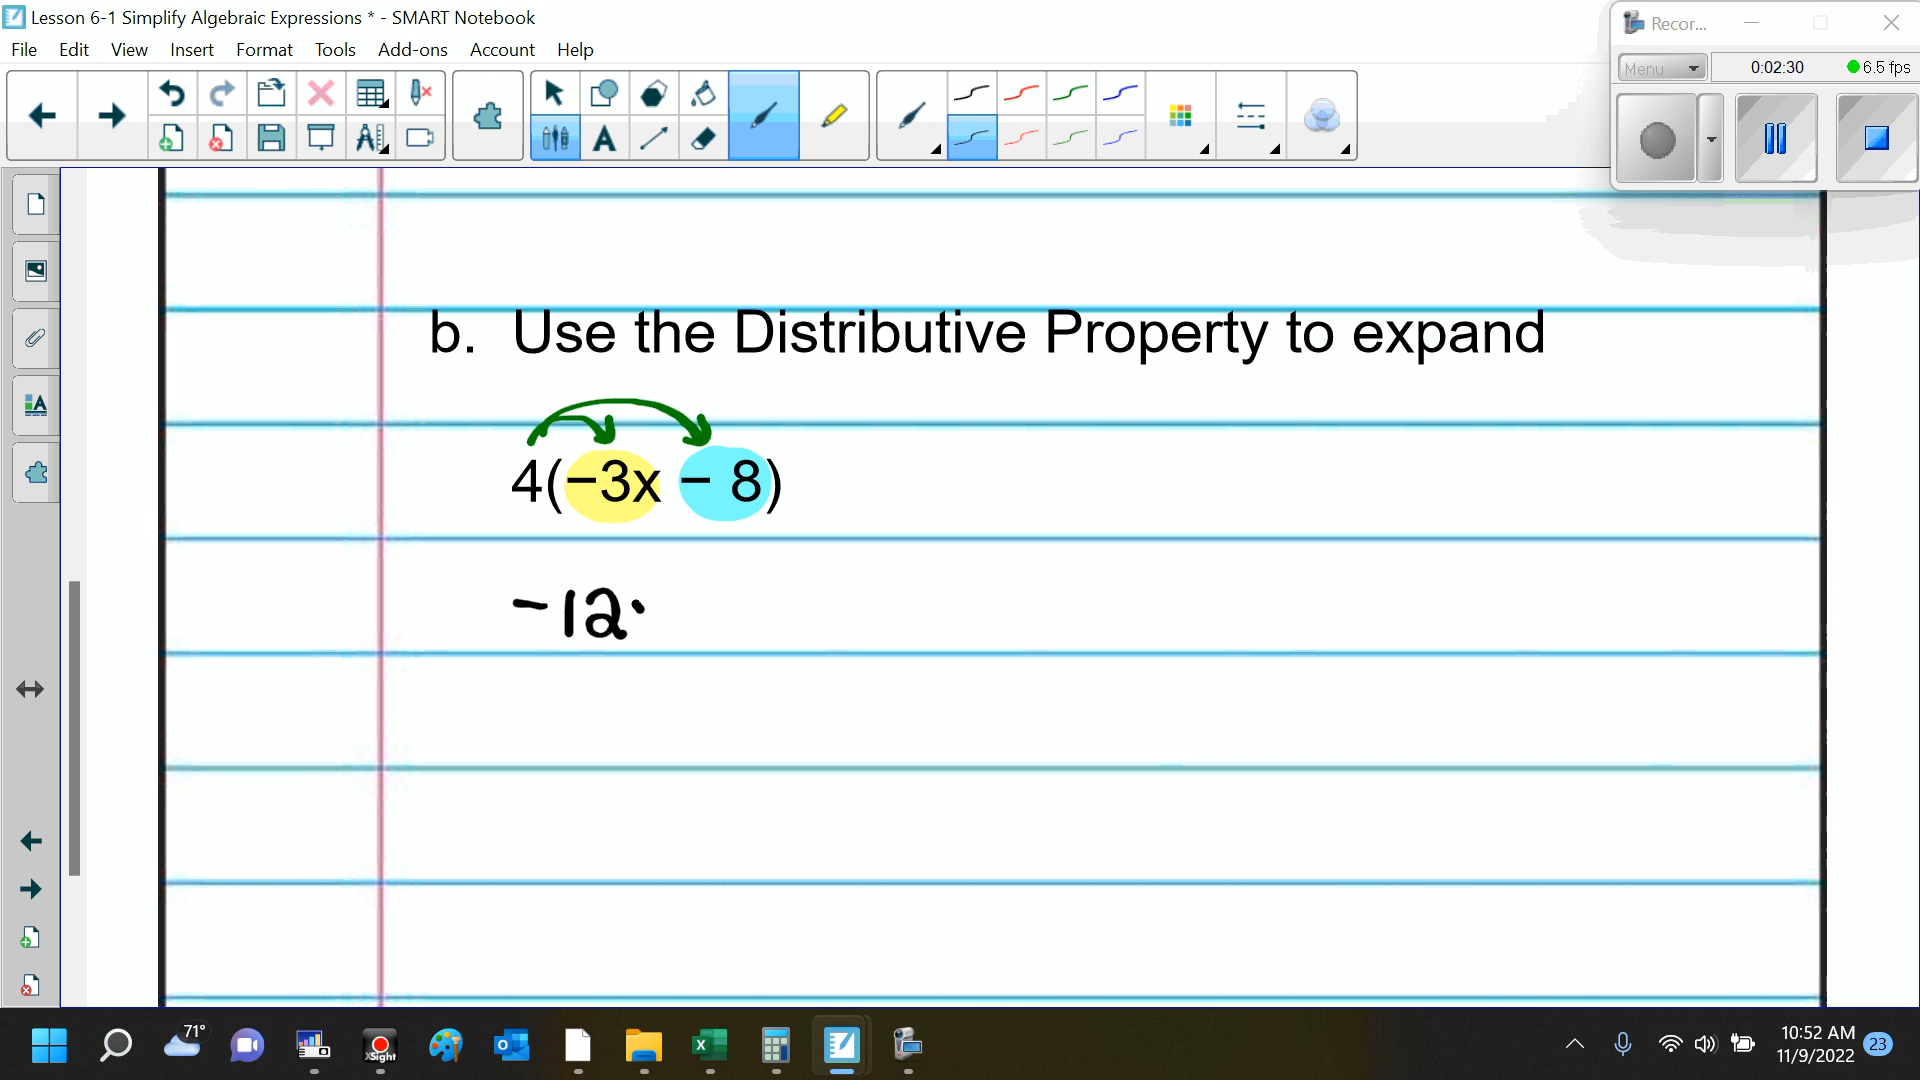 Lesson 6-1 Simplify Algebraic Expressions * - SMART Notebook
File Edit View Insert Format Tools Add-ons Account Help
Recor...
Menu 0:02:30 6.5 fps
b. Use the Distributive Property to expand
4(−3x − 8)
-12·
71°
XSight
10:52 AM
11/9/2022 23